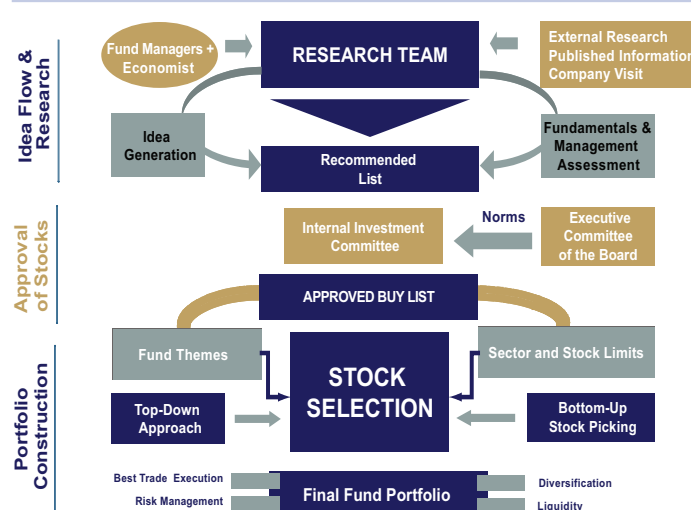 Idea Flow &
Research
Fund Managers +
Economist
RESEARCH TEAM
External Research
Published Information
Company Visit
Idea
Generation
Recommended
List
Fundamentals &
Management
Assessment
Approval
of Stocks
Internal Investment
Committee
Norms
Executive
Committee
of the Board
APPROVED BUY LIST
Portfolio
Construction
Fund Themes
STOCK
SELECTION
Sector and Stock Limits
Top-Down
Approach
Bottom-Up
Stock Picking
Best Trade Execution
Risk Management
Final Fund Portfolio
Diversification
Liquidity